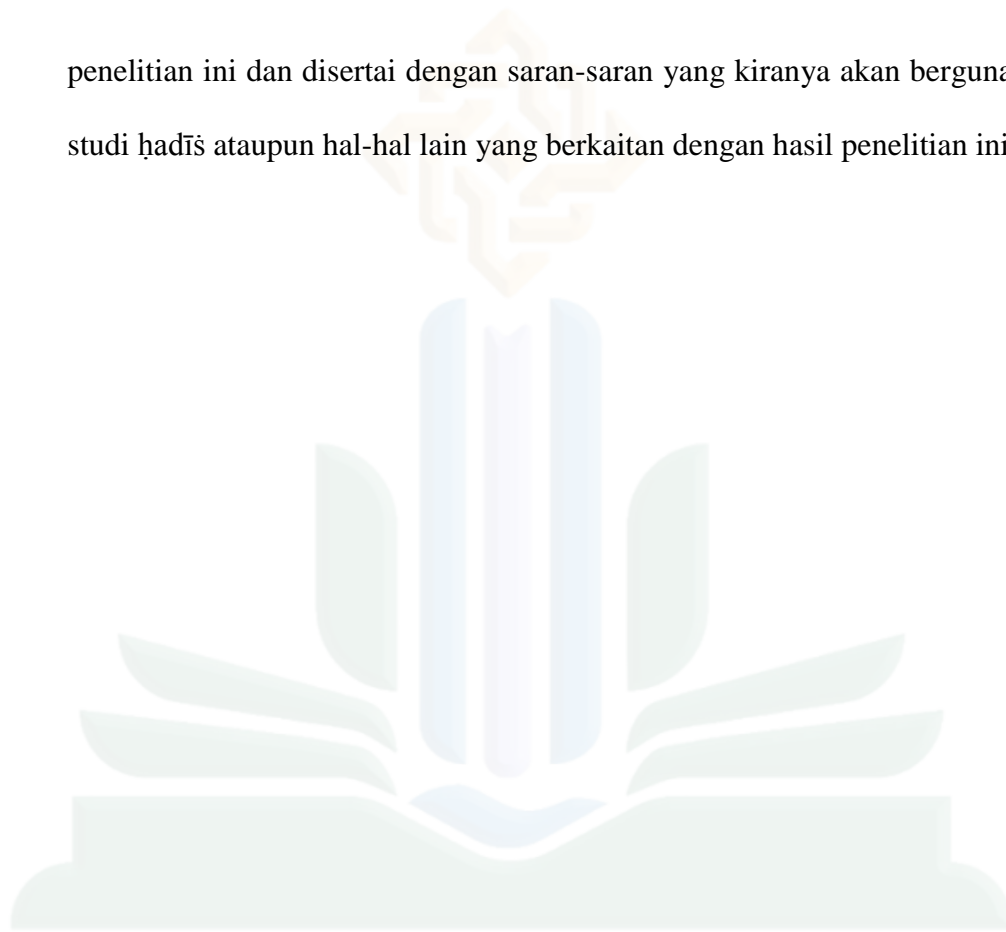 penelitian ini dan disertai dengan saran-saran yang kiranya akan berguna
studi ḥadīṡ ataupun hal-hal lain yang berkaitan dengan hasil penelitian ini